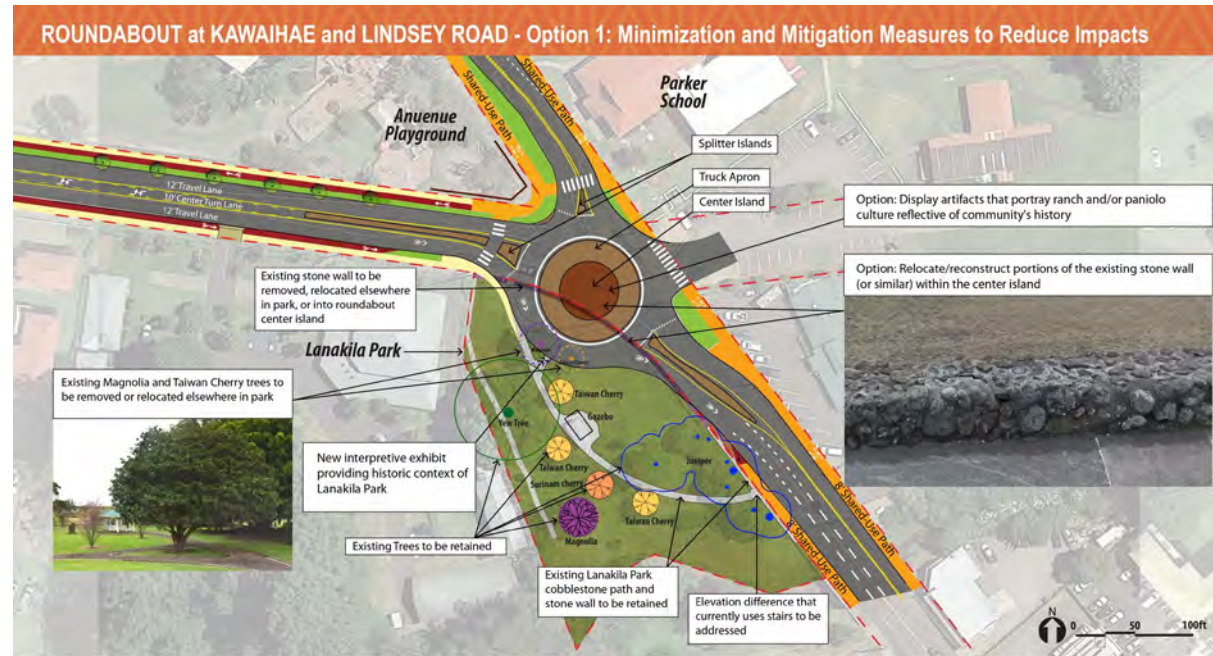 ROUNDABOUT at KAWAIHAE and LINDSEY ROAD - Option 1: Minimization and Mitigation Measures to Reduce Impacts
Shared-Use Path
Shared-Use Path
Parker
School
Anuenue
Playground
Splitter Islands
Truck Apron
Center Island
12' Travel Lane
10' Center Turn Lane
12' Travel Lane
Option: Display artifacts that portray ranch and/or paniolo
culture reflective of community's history
Existing stone wall to be
removed, relocated elsewhere
in park, or into roundabout
center island
Option: Relocate/reconstruct portions of the existing stone wall
(or similar) within the center island
Lanakila Park
Existing Magnolia and Taiwan Cherry trees to
be removed or relocated elsewhere in park
Taiwan Cherry
Yew Tree
Gazebo
New interpretive exhibit
providing historic context of
Lanakila Park
Taiwan Cherry
Juniper
Surinam cherry
Taiwan Cherry
Magnolia
Existing Trees to be retained
8' Shared-Use Path
Shared-Use Path
Existing Lanakila Park
cobblestone path and
stone wall to be retained
Elevation difference that
currently uses stairs to be
addressed
N
0 50 100ft